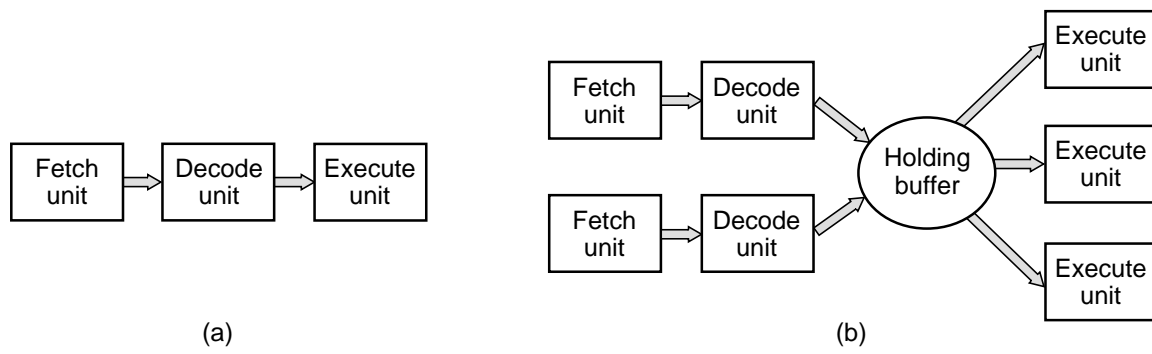 Fetch
unit
Decode
unit
Execute
unit
(a)
Fetch
unit
Decode
unit
Fetch
unit
Decode
unit
Holding
buffer
Execute
unit
Execute
unit
Execute
unit
(b)